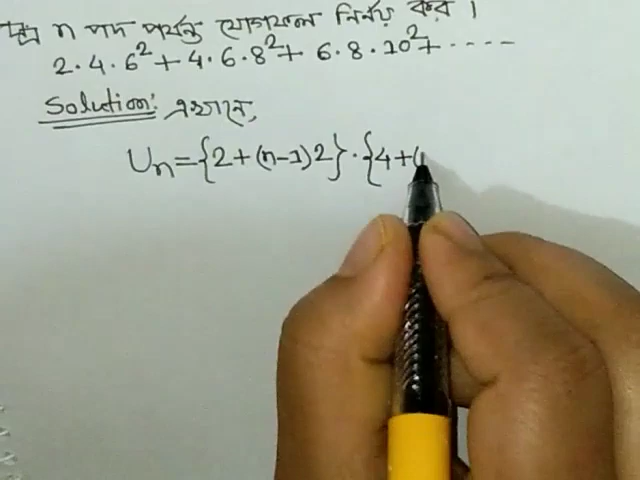 n পদ পর্যন্ত যোগফল নির্ণয় কর ।
2·4·6²+ 4·6·8²+ 6·8·10²+ ····
Solution: এখানে,
Uₙ={2+(n-1)2}·{4+(